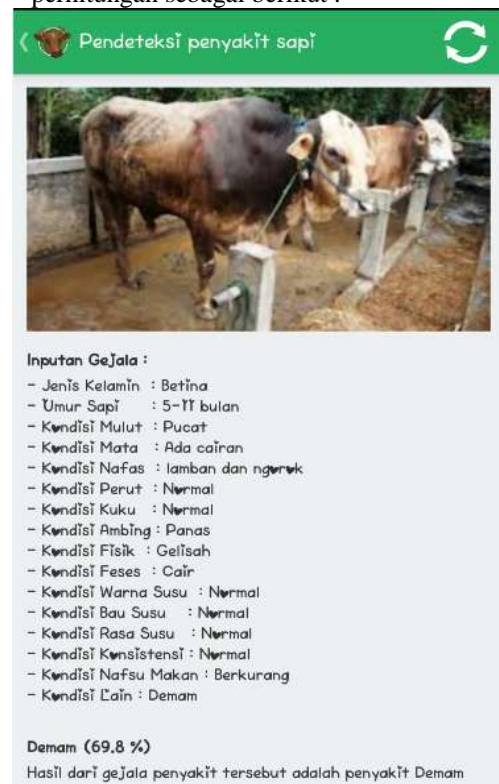 perhitungan sebagai berikut :
Pendeteksi penyakit sapi
Inputan Gejala :
- Jenis Kelamin : Betina
- Umur Sapi : 5-11 bulan
- Kondisi Mulut : Pucat
- Kondisi Mata : Ada cairan
- Kondisi Nafas : lamban dan ngorok
- Kondisi Perut : Normal
- Kondisi Kuku : Normal
- Kondisi Ambing : Panas
- Kondisi Fisik : Gelisah
- Kondisi Feses : Cair
- Kondisi Warna Susu : Normal
- Kondisi Bau Susu : Normal
- Kondisi Rasa Susu : Normal
- Kondisi Konsistensi : Normal
- Kondisi Nafsu Makan : Berkurang
- Kondisi Lain : Demam
Demam (69.8 %)
Hasil dari gejala penyakit tersebut adalah penyakit Demam